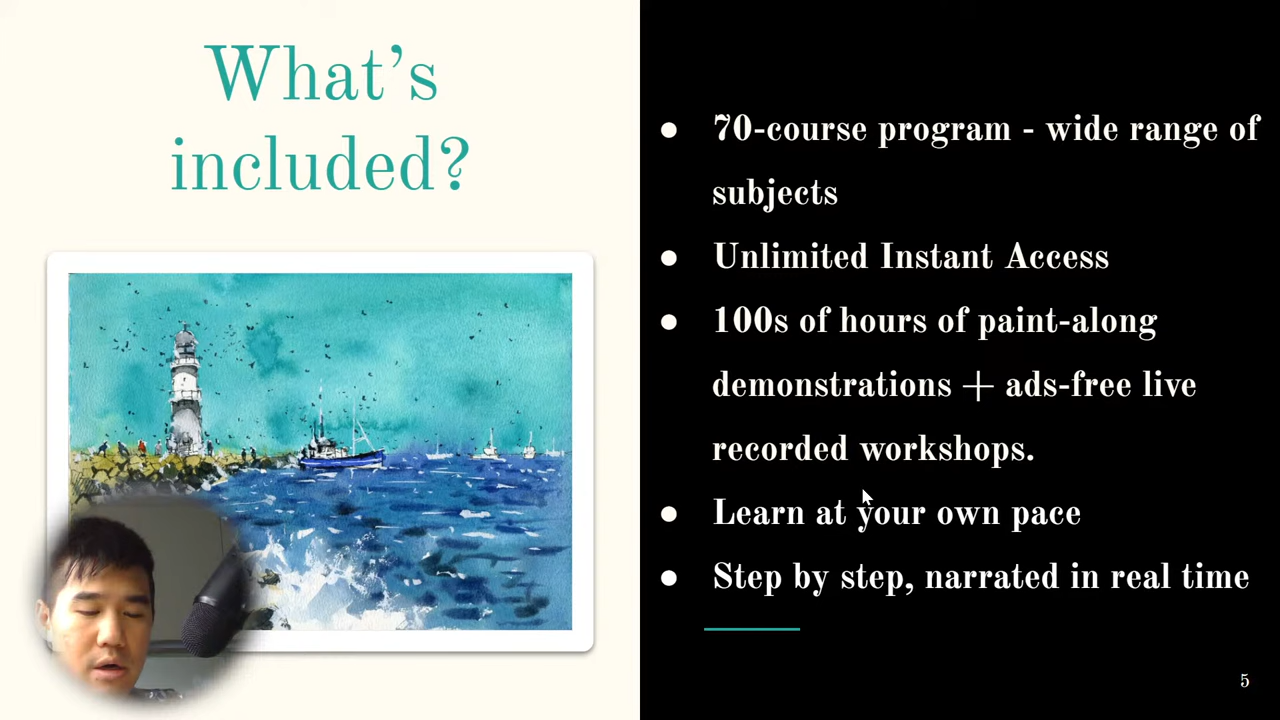 What’s
included?
● 70-course program - wide range of
subjects
● Unlimited Instant Access
● 100s of hours of paint-along
demonstrations + ads-free live
recorded workshops.
● Learn at your own pace
● Step by step, narrated in real time
5